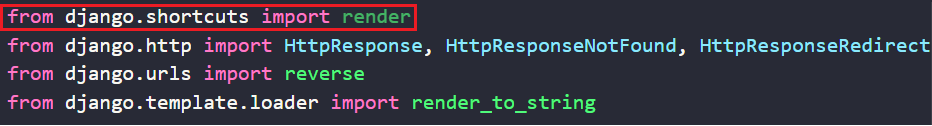 from django.shortcuts import render
from django.http import HttpResponse, HttpResponseNotFound, HttpResponseRedirect
from django.urls import reverse
from django.template.loader import render_to_string